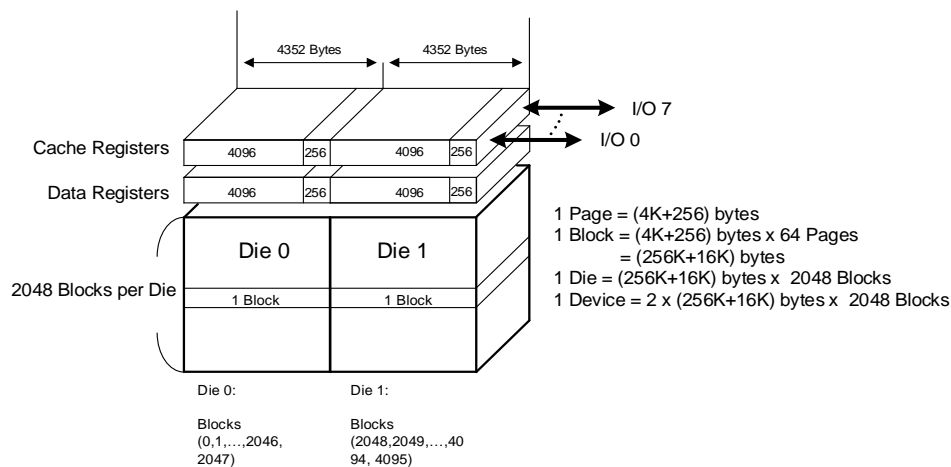 4352 Bytes
4352 Bytes
I/O 7
I/O 0
Cache Registers
4096
256
4096
256
Data Registers
4096
256
4096
256
1 Page = (4K+256) bytes
1 Block = (4K+256) bytes x 64 Pages
= (256K+16K) bytes
1 Die = (256K+16K) bytes x 2048 Blocks
1 Device = 2 x (256K+16K) bytes x 2048 Blocks
Die 0
Die 1
2048 Blocks per Die
1 Block
1 Block
Die 0:
Blocks
(0,1,...,2046,
2047)
Die 1:
Blocks
(2048,2049,...,40
94, 4095)